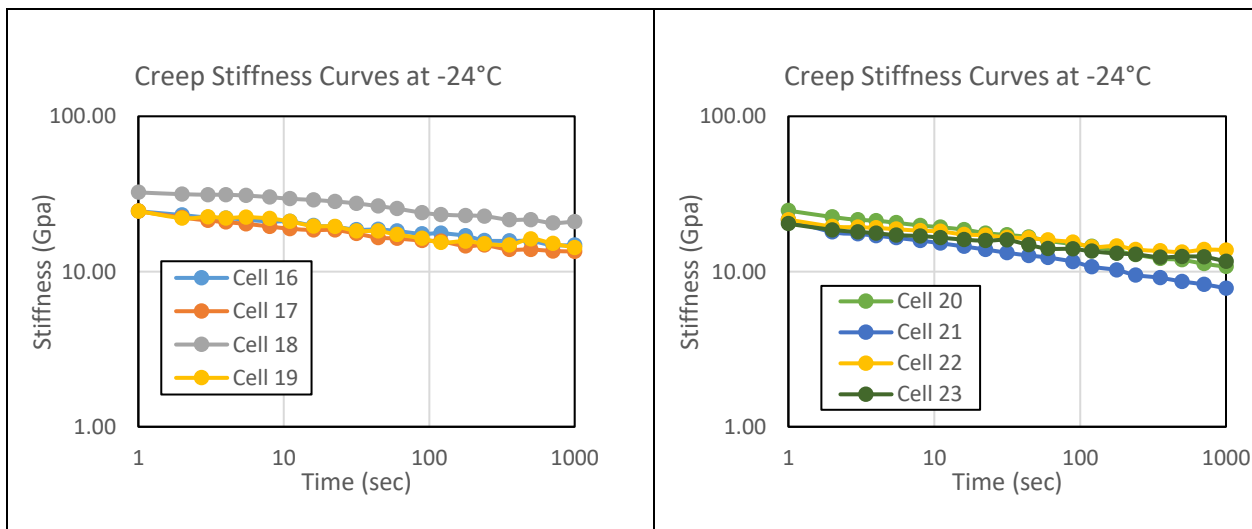 Creep Stiffness Curves at -24°C
100.00
10.00
1.00
Stiffness (Gpa)
Cell 16
Cell 17
Cell 18
Cell 19
1 10 100 1000
Time (sec)
Creep Stiffness Curves at -24°C
100.00
10.00
1.00
Stiffness (Gpa)
Cell 20
Cell 21
Cell 22
Cell 23
1 10 100 1000
Time (sec)